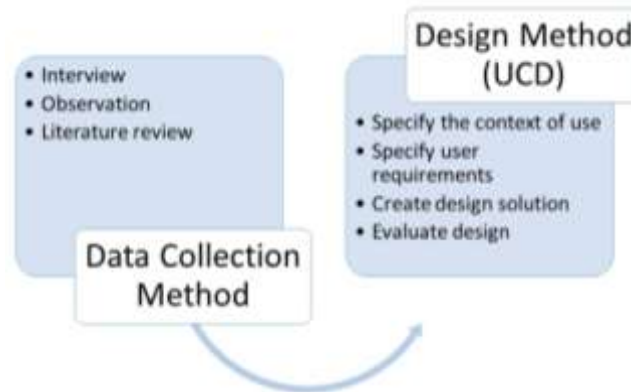 • Interview
• Observation
• Literature review
Data Collection
Method
Design Method
(UCD)
• Specify the context of use
• Specify user
requirements
• Create design solution
• Evaluate design